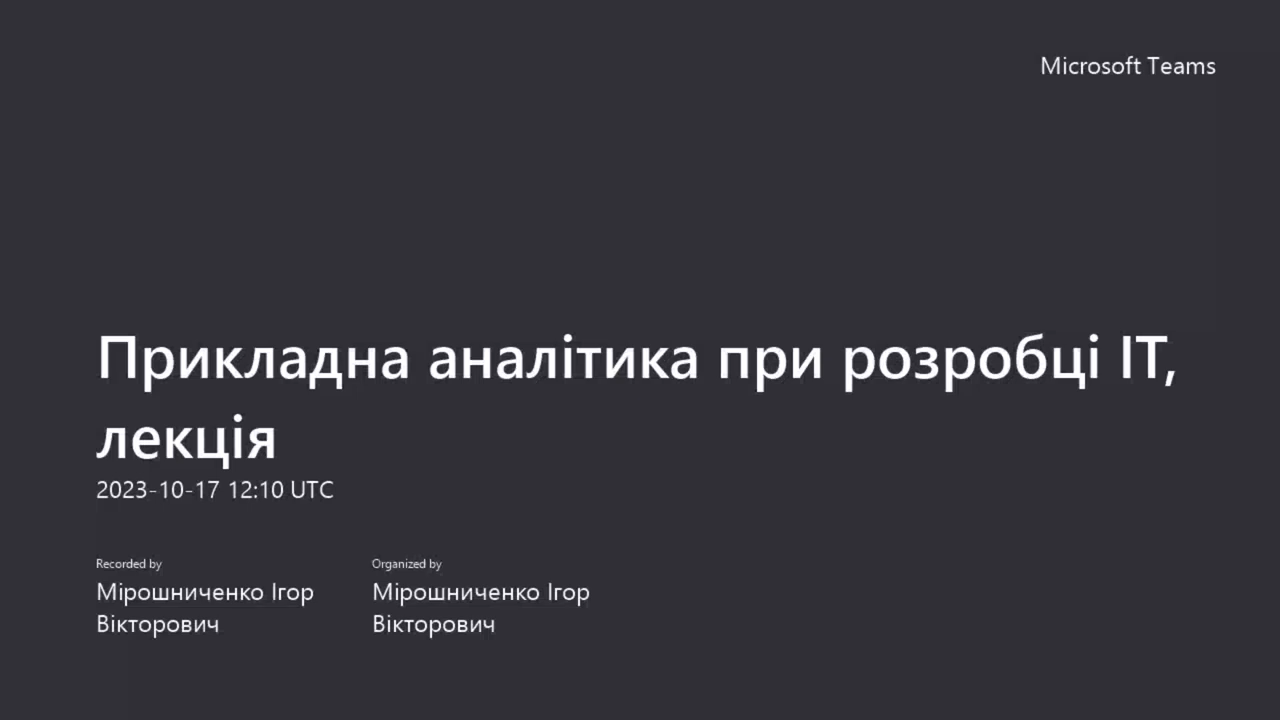 Microsoft Teams
Прикладна аналітика при розробці ІТ,
лекція
2023-10-17 12:10 UTC
Recorded by
Organized by
Мірошниченко Ігор
Вікторович
Мірошниченко Ігор
Вікторович